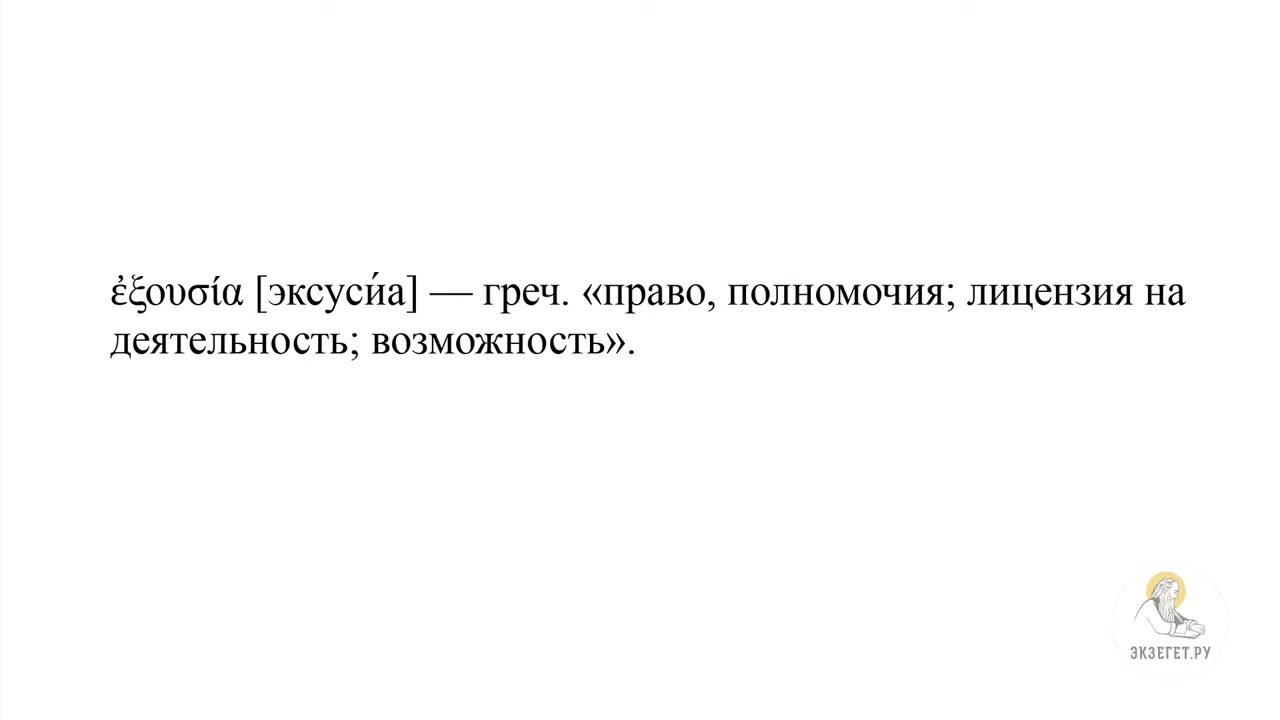 ἐξουσία [эксуси́а] — греч. «право, полномочия; лицензия на
деятельность; возможность».
ЭКЗЕГЕТ.РУ